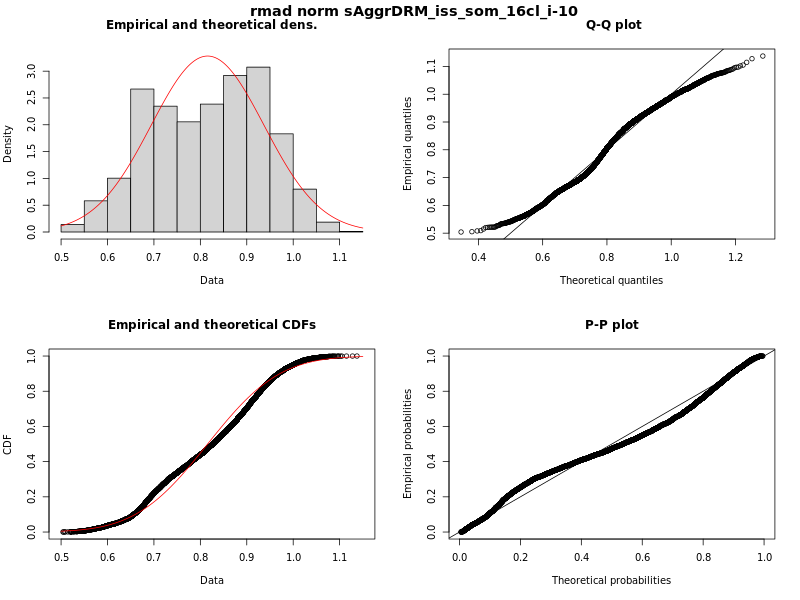 rmad norm sAggrDRM_iss_som_16cl_i-10
Empirical and theoretical dens.
Density
0.0 0.5 1.0 1.5 2.0 2.5 3.0
0.5 0.6 0.7 0.8 0.9 1.0 1.1
Data
Q-Q plot
Empirical quantiles
0.5 0.6 0.7 0.8 0.9 1.0 1.1
0.4 0.6 0.8 1.0 1.2
Theoretical quantiles
Empirical and theoretical CDFs
CDF
0.0 0.2 0.4 0.6 0.8 1.0
0.5 0.6 0.7 0.8 0.9 1.0 1.1
Data
P-P plot
Empirical probabilities
0.0 0.2 0.4 0.6 0.8 1.0
0.0 0.2 0.4 0.6 0.8 1.0
Theoretical probabilities